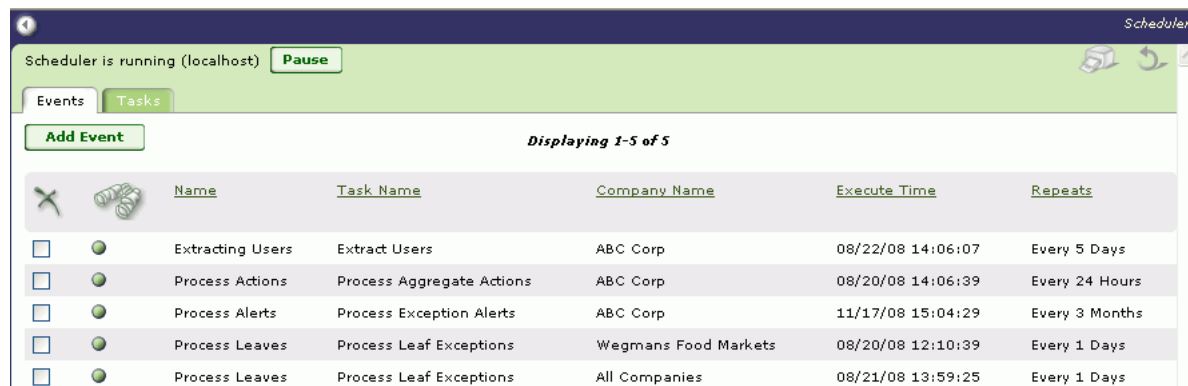 Scheduler
Scheduler is running (localhost) Pause
Events Tasks
Add Event Displaying 1-5 of 5
Name Task Name Company Name Execute Time Repeats
Extracting Users Extract Users ABC Corp 08/22/08 14:06:07 Every 5 Days
Process Actions Process Aggregate Actions ABC Corp 08/20/08 14:06:39 Every 24 Hours
Process Alerts Process Exception Alerts ABC Corp 11/17/08 15:04:29 Every 3 Months
Process Leaves Process Leaf Exceptions Wegmans Food Markets 08/20/08 12:10:39 Every 1 Days
Process Leaves Process Leaf Exceptions All Companies 08/21/08 13:59:25 Every 1 Days